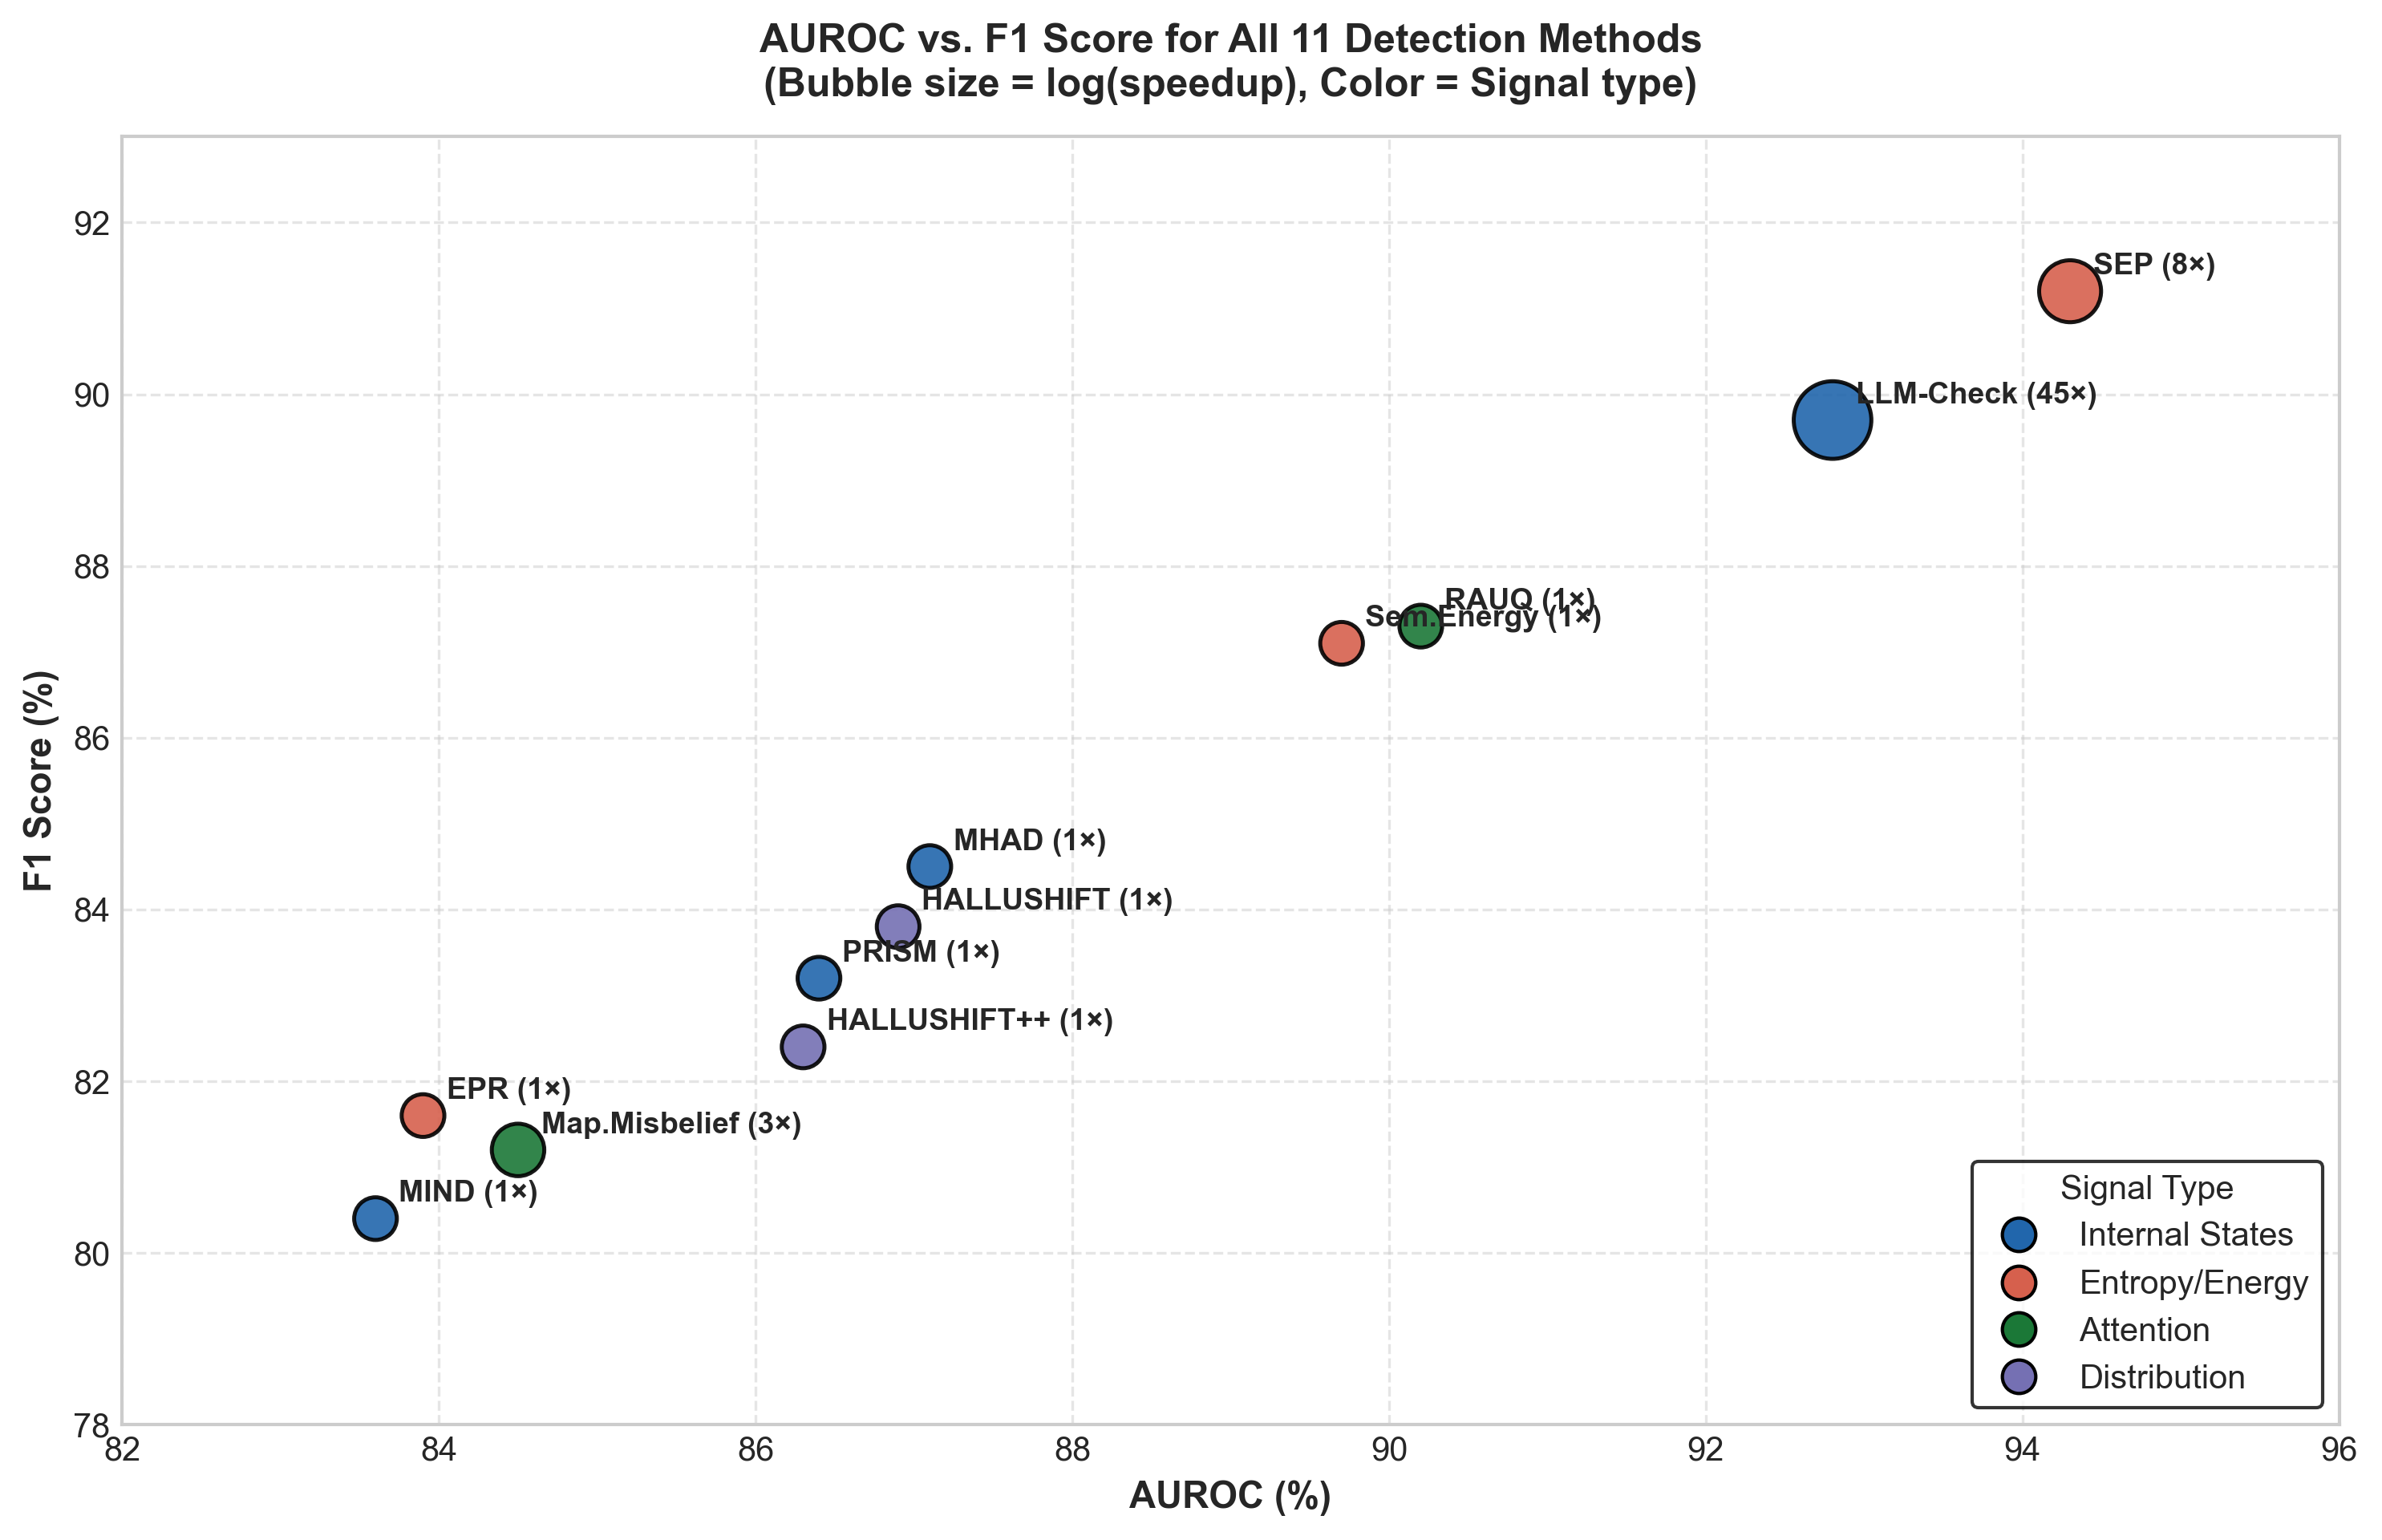 AUROC vs. F1 Score for All 11 Detection Methods
(Bubble size = log(speedup), Color = Signal type)
F1 Score (%)
92
90
88
86
84
82
80
78
SEP (8×)
LLM-Check (45×)
RAUQ (1×)
Sem.Energy (1×)
MHAD (1×)
HALLUSHIFT (1×)
PRISM (1×)
HALLUSHIFT++ (1×)
EPR (1×)
Map.Misbelief (3×)
MIND (1×)
Signal Type
Internal States
Entropy/Energy
Attention
Distribution
82
84
86
88
90
92
94
96
AUROC (%)